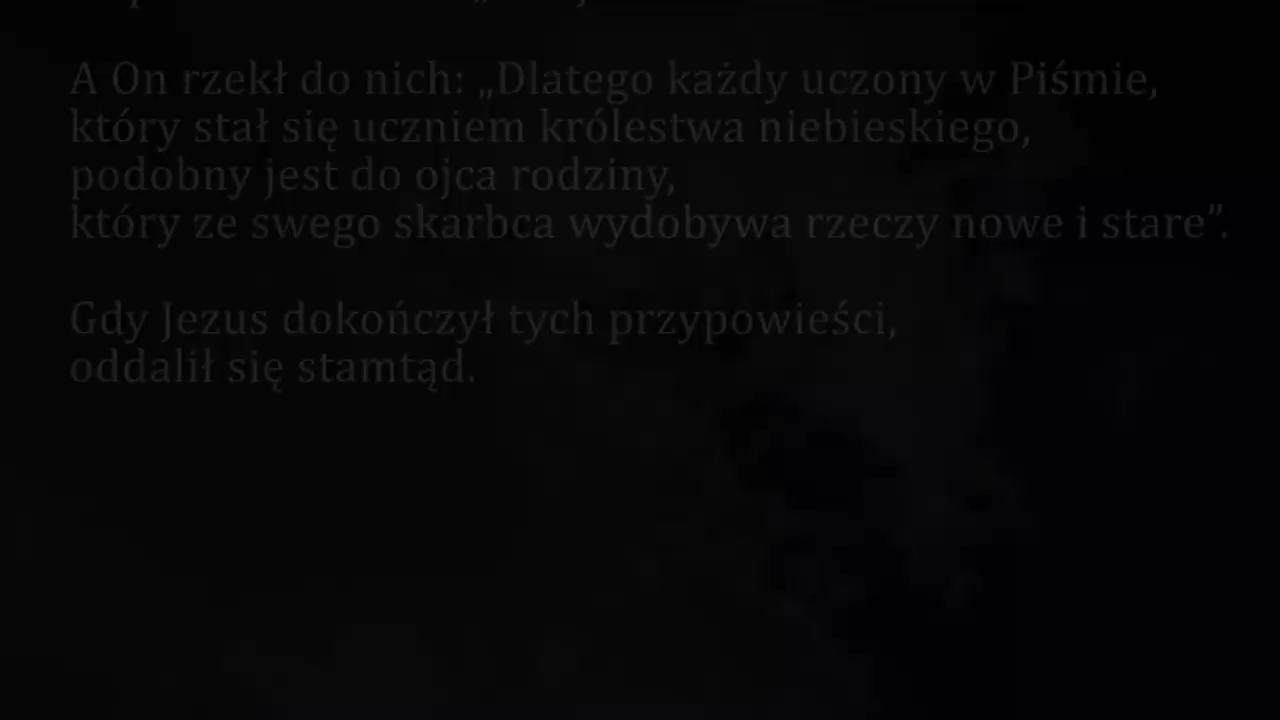 A On rzekł do nich: „Dlatego każdy uczony w Piśmie,
który stał się uczniem królestwa niebieskiego,
podobny jest do ojca rodziny,
który ze swego skarbca wydobywa rzeczy nowe i stare”.
Gdy Jezus dokończył tych przypowieści,
oddalił się stamtąd.